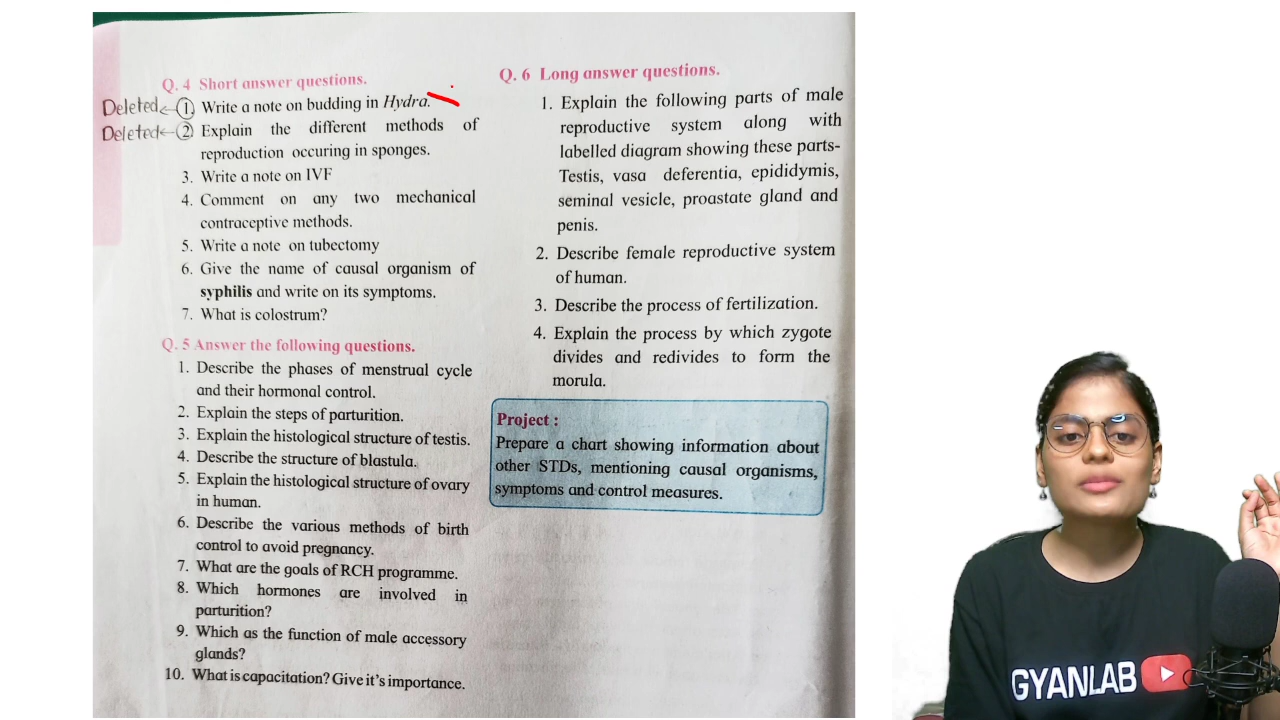 Q. 4 Short answer questions.
Deleted ← 1 Write a note on budding in Hydra.
Deleted ← 2 Explain the different methods of
reproduction occuring in sponges.
3. Write a note on IVF
4. Comment on any two mechanical
contraceptive methods.
5. Write a note on tubectomy
6. Give the name of causal organism of
syphilis and write on its symptoms.
7. What is colostrum?
Q. 5 Answer the following questions.
1. Describe the phases of menstrual cycle
and their hormonal control.
2. Explain the steps of parturition.
3. Explain the histological structure of testis.
4. Describe the structure of blastula.
5. Explain the histological structure of ovary
in human.
6. Describe the various methods of birth
control to avoid pregnancy.
7. What are the goals of RCH programme.
8. Which hormones are involved in
parturition?
9. Which as the function of male accessory
glands?
10. What is capacitation? Give it's importance.
Q. 6 Long answer questions.
1. Explain the following parts of male
reproductive system along with
labelled diagram showing these parts-
Testis, vasa deferentia, epididymis,
seminal vesicle, proastate gland and
penis.
2. Describe female reproductive system
of human.
3. Describe the process of fertilization.
4. Explain the process by which zygote
divides and redivides to form the
morula.
Project :
Prepare a chart showing information about
other STDs, mentioning causal organisms,
symptoms and control measures.
GYANLAB